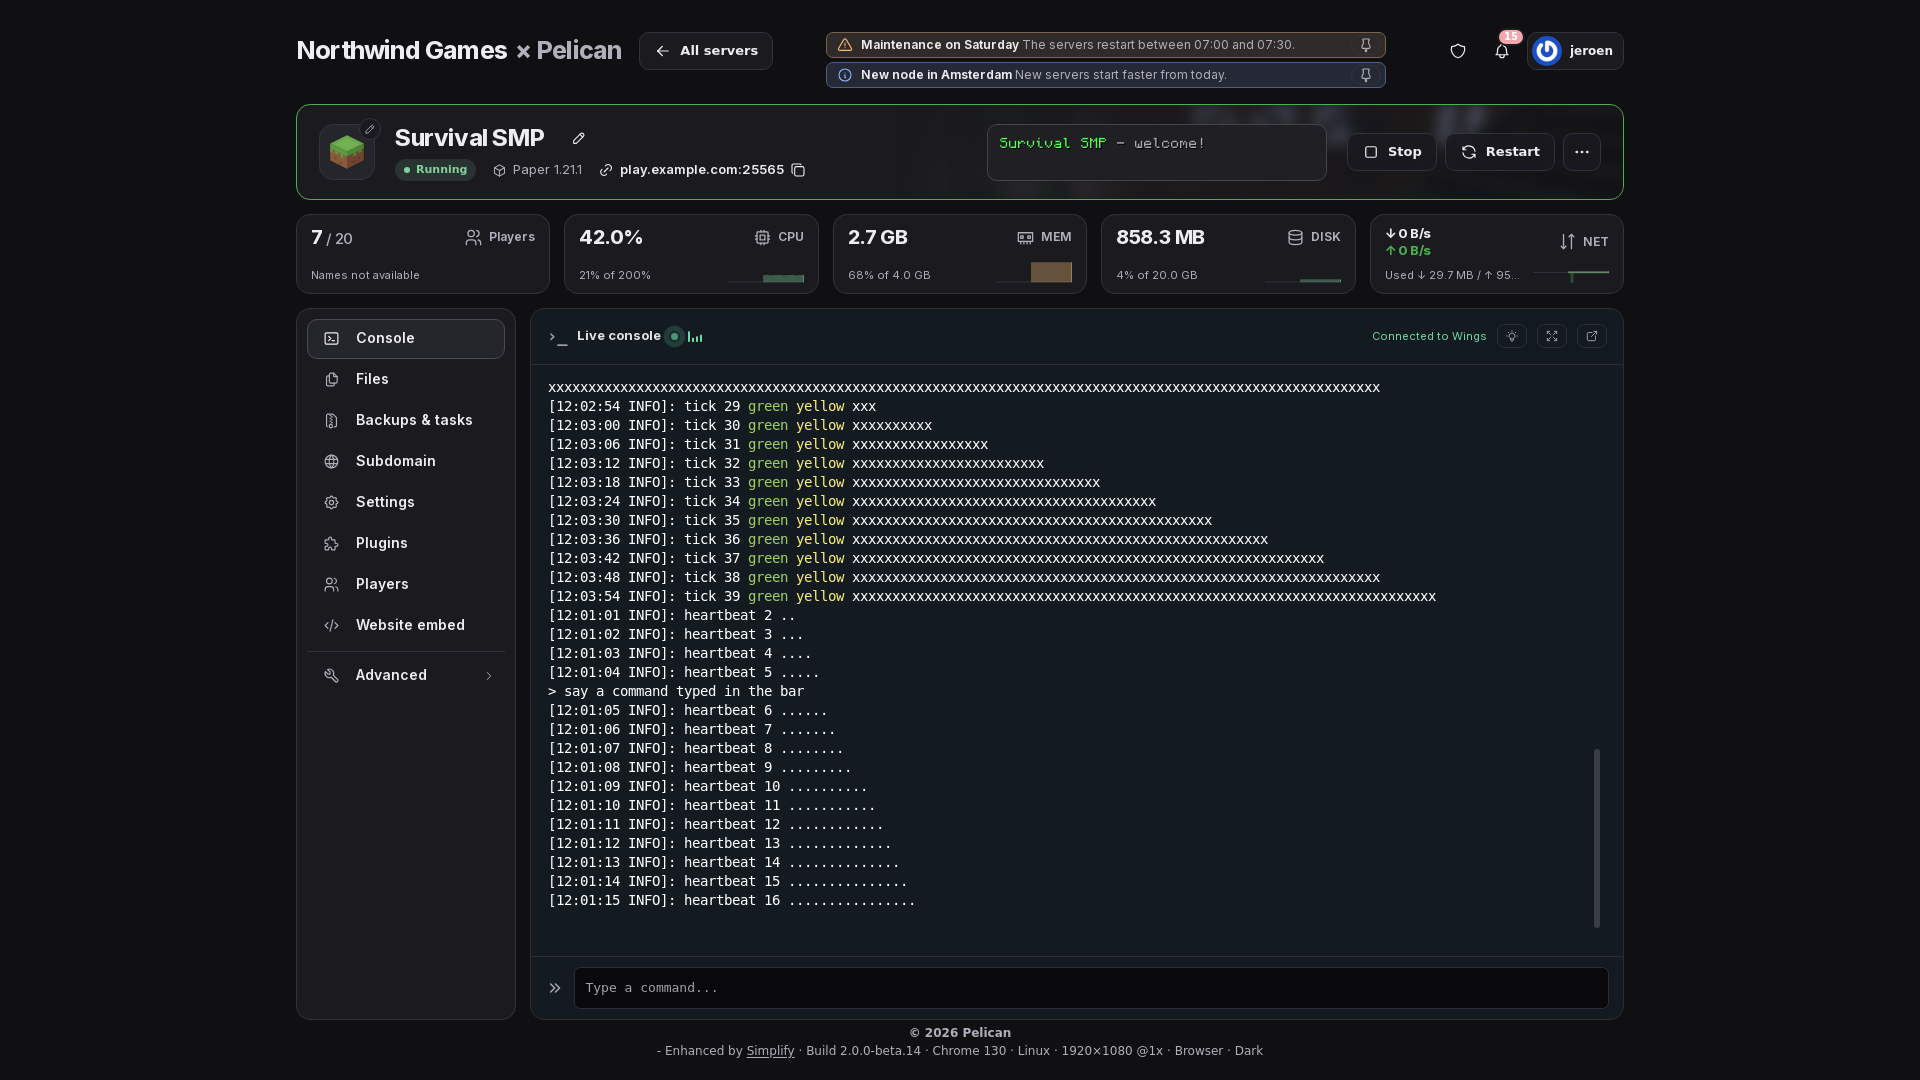 Northwind Games × Pelican
All servers
Maintenance on Saturday The servers restart between 07:00 and 07:30.
New node in Amsterdam New servers start faster from today.
15
jeroen
Survival SMP
Running
Paper 1.21.1
play.example.com:25565
Survival SMP - welcome!
Stop
Restart
7 / 20
Players
Names not available
42.0%
CPU
21% of 200%
2.7 GB
MEM
68% of 4.0 GB
858.3 MB
DISK
4% of 20.0 GB
↓ 0 B/s
↑ 0 B/s
NET
Used ↓ 29.7 MB / ↑ 95...
Console
Files
Backups & tasks
Subdomain
Settings
Plugins
Players
Website embed
Advanced
>_ Live console
Connected to Wings
xxxxxxxxxxxxxxxxxxxxxxxxxxxxxxxxxxxxxxxxxxxxxxxxxxxxxxxxxxxxxxxxxxxxxxxxxxxxxxxxxxxxxxxxxxxxxxxxxxxxxxxx
[12:02:54 INFO]: tick 29 green yellow xxx
[12:03:00 INFO]: tick 30 green yellow xxxxxxxxxx
[12:03:06 INFO]: tick 31 green yellow xxxxxxxxxxxxxxxxx
[12:03:12 INFO]: tick 32 green yellow xxxxxxxxxxxxxxxxxxxxxxxx
[12:03:18 INFO]: tick 33 green yellow xxxxxxxxxxxxxxxxxxxxxxxxxxxxxxx
[12:03:24 INFO]: tick 34 green yellow xxxxxxxxxxxxxxxxxxxxxxxxxxxxxxxxxxxxxx
[12:03:30 INFO]: tick 35 green yellow xxxxxxxxxxxxxxxxxxxxxxxxxxxxxxxxxxxxxxxxxxxxx
[12:03:36 INFO]: tick 36 green yellow xxxxxxxxxxxxxxxxxxxxxxxxxxxxxxxxxxxxxxxxxxxxxxxxxxxx
[12:03:42 INFO]: tick 37 green yellow xxxxxxxxxxxxxxxxxxxxxxxxxxxxxxxxxxxxxxxxxxxxxxxxxxxxxxxxxxx
[12:03:48 INFO]: tick 38 green yellow xxxxxxxxxxxxxxxxxxxxxxxxxxxxxxxxxxxxxxxxxxxxxxxxxxxxxxxxxxxxxxxxxx
[12:03:54 INFO]: tick 39 green yellow xxxxxxxxxxxxxxxxxxxxxxxxxxxxxxxxxxxxxxxxxxxxxxxxxxxxxxxxxxxxxxxxxxxxxxxxx
[12:01:01 INFO]: heartbeat 2 ..
[12:01:02 INFO]: heartbeat 3 ...
[12:01:03 INFO]: heartbeat 4 ....
[12:01:04 INFO]: heartbeat 5 .....
> say a command typed in the bar
[12:01:05 INFO]: heartbeat 6 ......
[12:01:06 INFO]: heartbeat 7 .......
[12:01:07 INFO]: heartbeat 8 ........
[12:01:08 INFO]: heartbeat 9 .........
[12:01:09 INFO]: heartbeat 10 ..........
[12:01:10 INFO]: heartbeat 11 ...........
[12:01:11 INFO]: heartbeat 12 ............
[12:01:12 INFO]: heartbeat 13 .............
[12:01:13 INFO]: heartbeat 14 ..............
[12:01:14 INFO]: heartbeat 15 ...............
[12:01:15 INFO]: heartbeat 16 ................
Type a command...
© 2026 Pelican
- Enhanced by Simplify · Build 2.0.0-beta.14 · Chrome 130 · Linux · 1920×1080 @1x · Browser · Dark